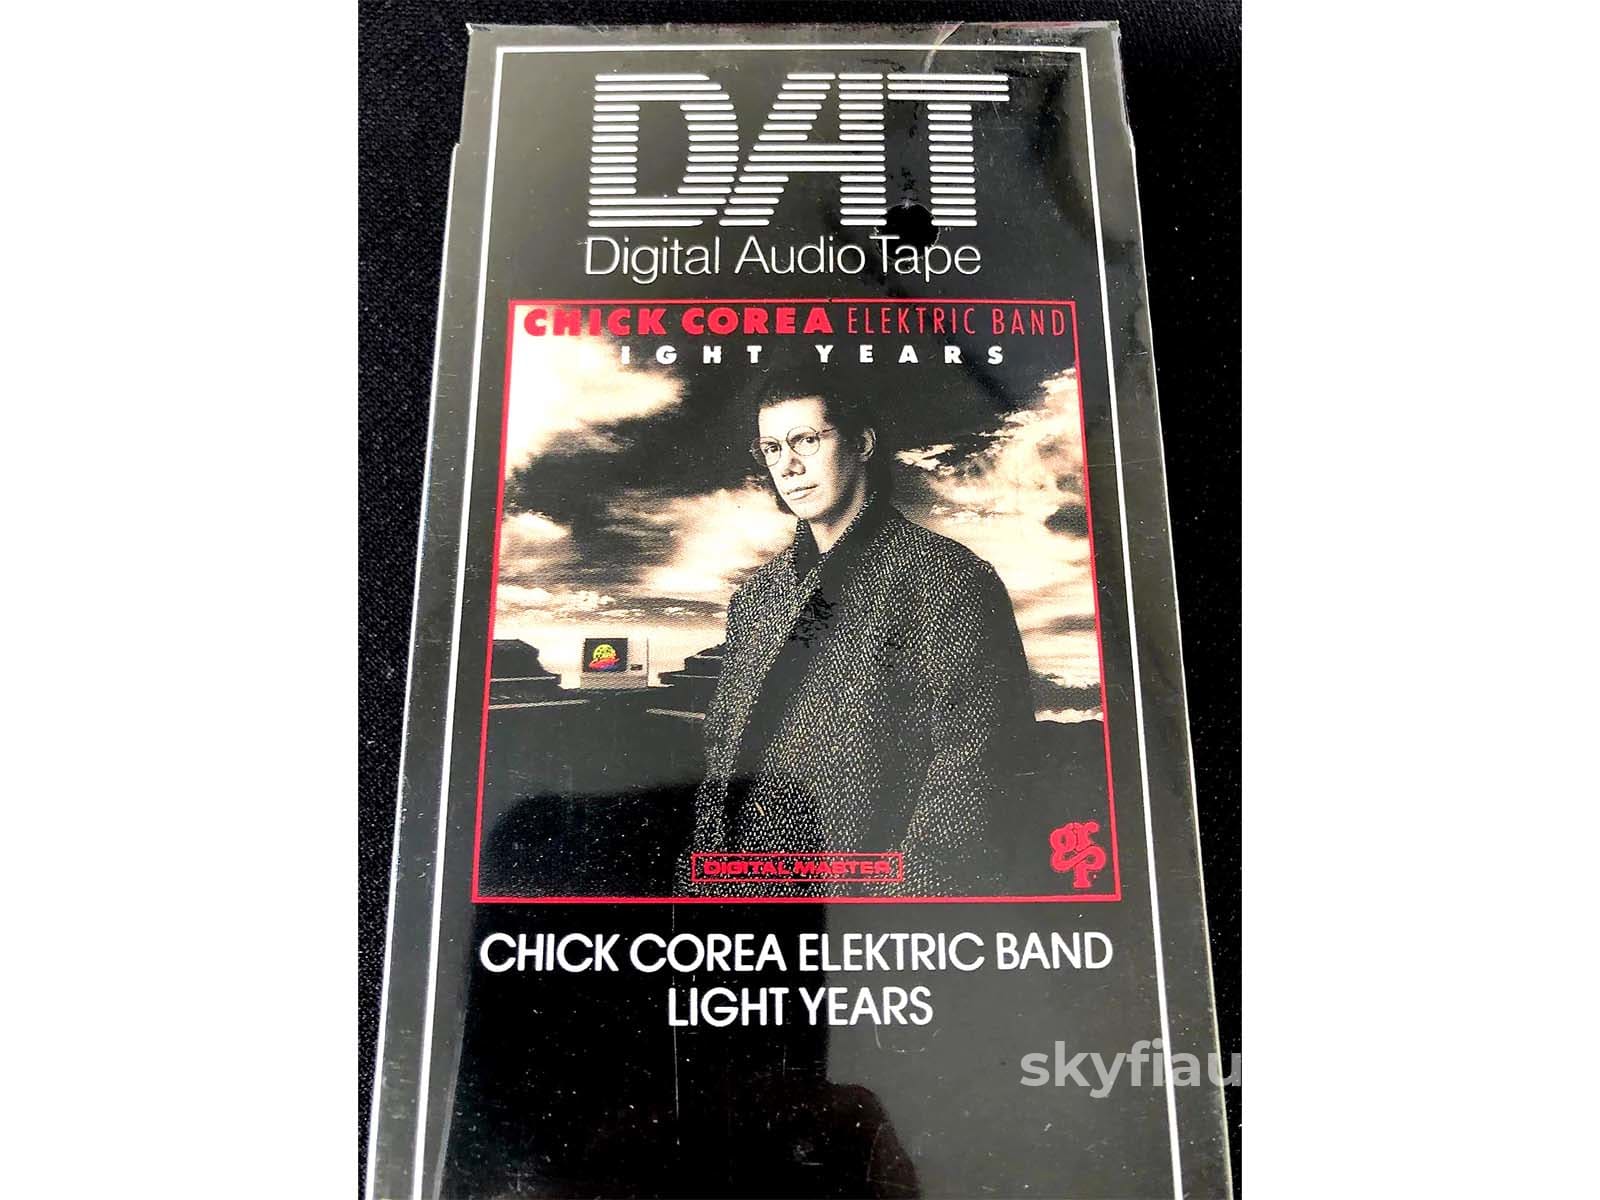 DAT
Digital Audio Tape
CHICK COREA ELEKTRIC BAND
LIGHT YEARS
DIGITAL MASTER
grp
CHICK COREA ELEKTRIC BAND
LIGHT YEARS
skyfiau